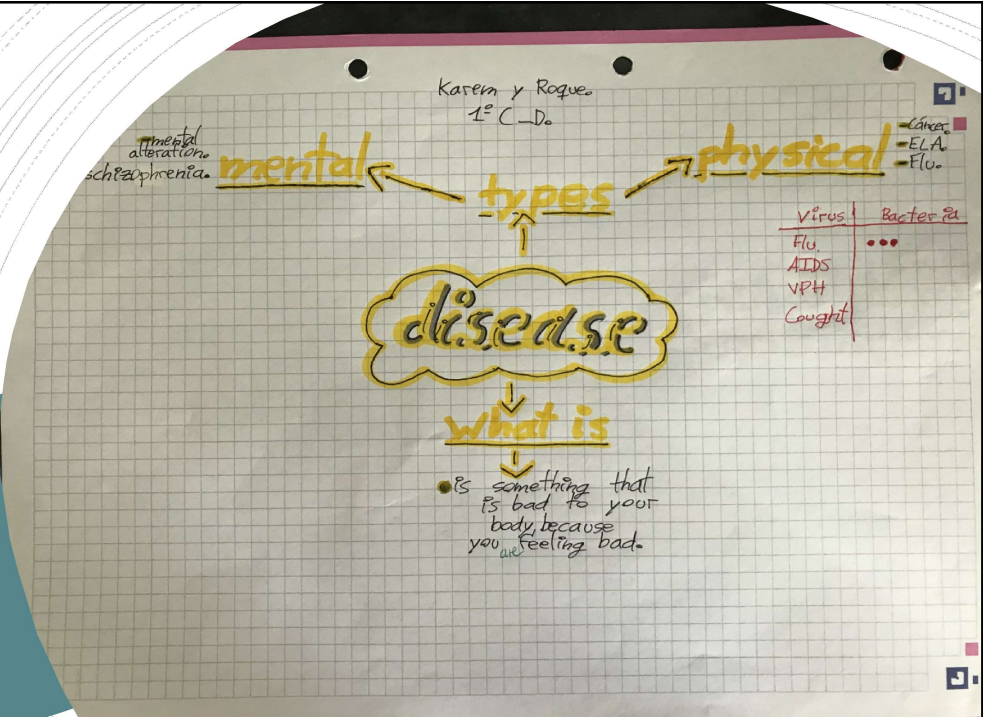 Karem y Roque.
1º C_D.
-mental
alteration.
schizophrenia.
mental
types
physical
-Cáncer.
-ELA.
-Flu.
Virus Bacteria
Flu. •••
AIDS
VPH
Cought
disease
What is
•is something that
is bad to your
body, because
you are feeling bad.